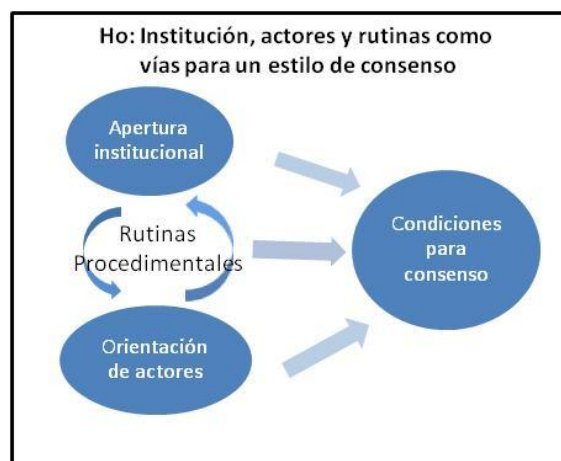 Ho: Institución, actores y rutinas como
vías para un estilo de consenso
Apertura
institucional
Rutinas
Procedimentales
Condiciones
para
consenso
Orientación
de actores